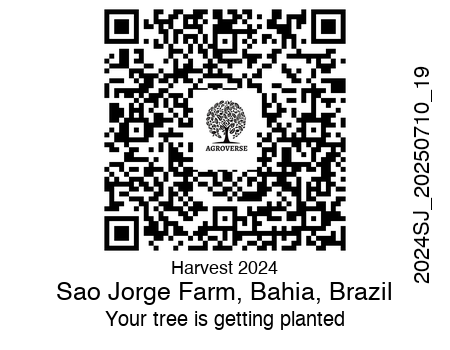 AGROVERSE
2024SJ_20250710_19
Harvest 2024
Sao Jorge Farm, Bahia, Brazil
Your tree is getting planted